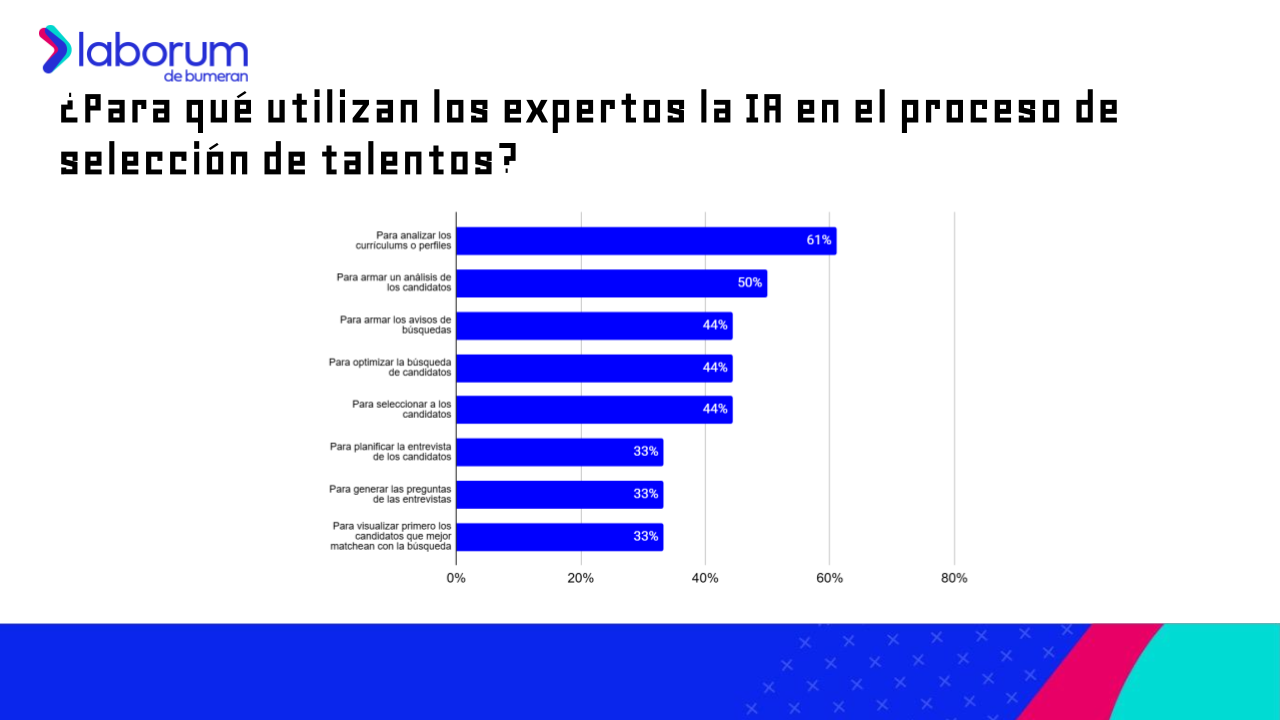 laborum
de bumeran
¿Para qué utilizan los expertos la IA en el proceso de
selección de talentos?
Para analizar los
currículums o perfiles
61%
Para armar un análisis de
los candidatos
50%
Para armar los avisos de
búsquedas
44%
Para optimizar la búsqueda
de candidatos
44%
Para seleccionar a los
candidatos
44%
Para planificar la entrevista
de los candidatos
33%
Para generar las preguntas
de las entrevistas
33%
Para visualizar primero los
candidatos que mejor
matchean con la búsqueda
33%
0% 20% 40% 60% 80%